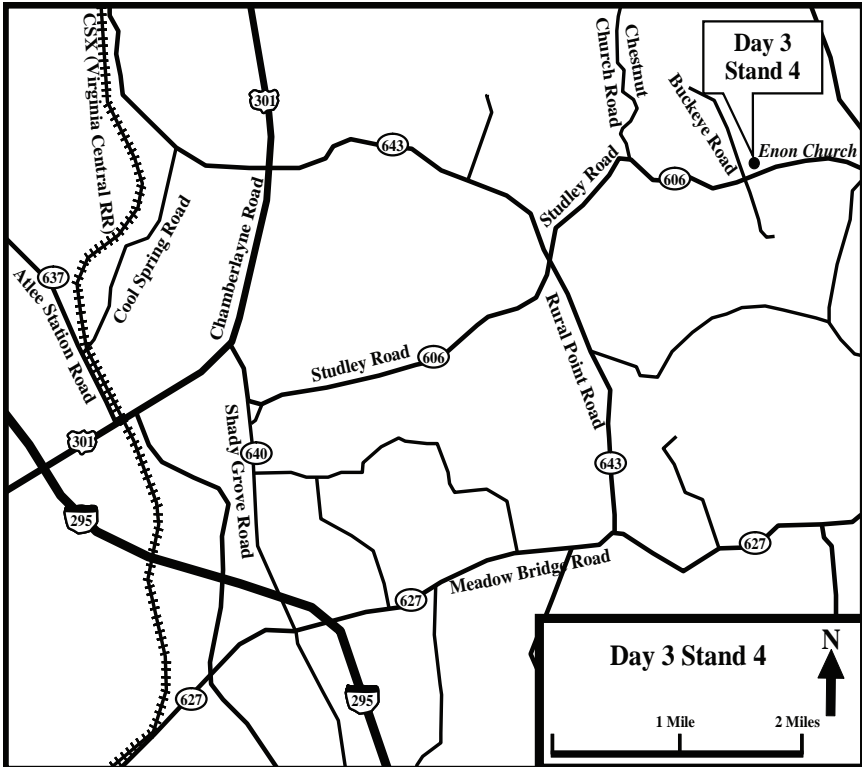 CSX (Virginia Central RR)
301
643
Chestnut
Church Road
Day 3
Stand 4
Buckeye Road
Enon Church
606
Studley Road
Cool Spring Road
Chamberlayne Road
637
Atlee Station Road
Rural Point Road
Studley Road
606
301
Shady Grove Road
640
643
295
627
Meadow Bridge Road
627
627
295
Day 3 Stand 4
N
1 Mile
2 Miles